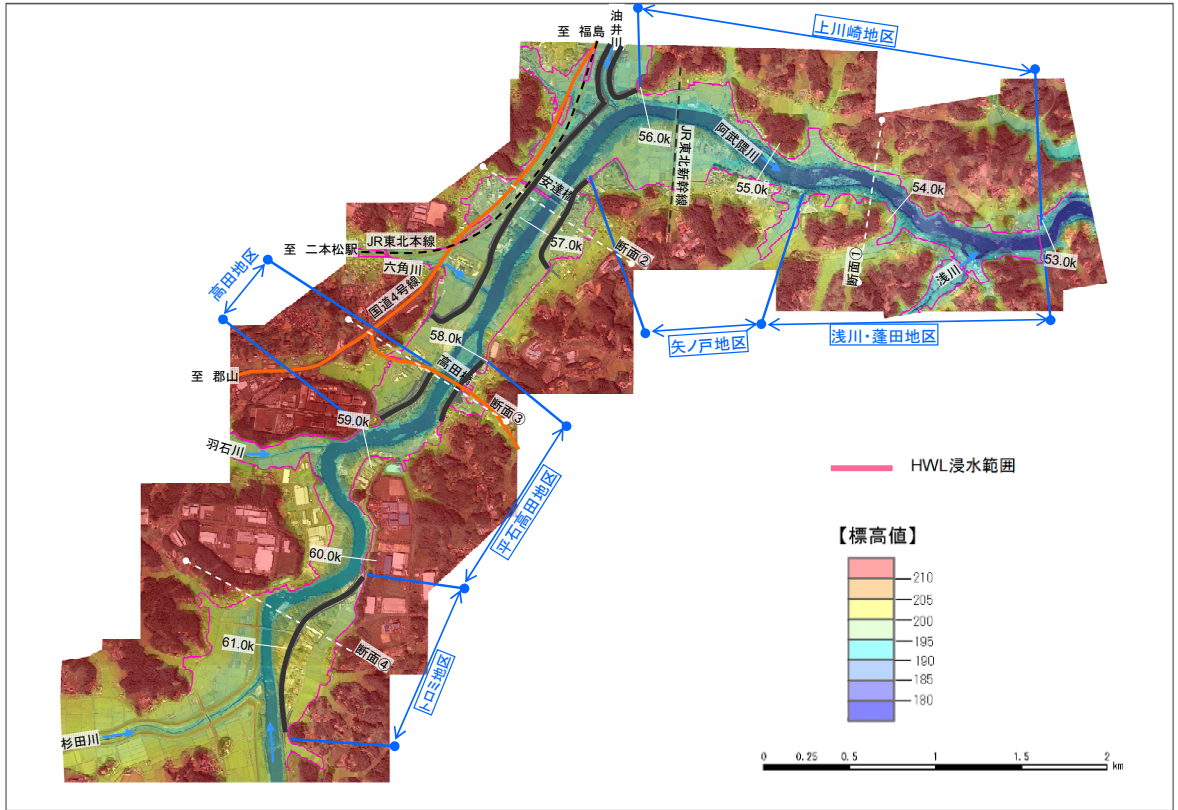 至 福島
油井川
上川崎地区
56.0k
JR東北新幹線
阿武隈川
55.0k
54.0k
53.0k
断面①
浅川
安達橋
57.0k
断面②
至 二本松駅
JR東北本線
六角川
高田地区
国道4号線
58.0k
矢ノ戸地区
浅川・蓬田地区
至 郡山
高田橋
断面③
59.0k
羽石川
HWL浸水範囲
平石高田地区
【標高値】
210
205
200
195
190
185
180
60.0k
61.0k
断面④
トロミ地区
杉田川
0 0.25 0.5 1 1.5 2
km